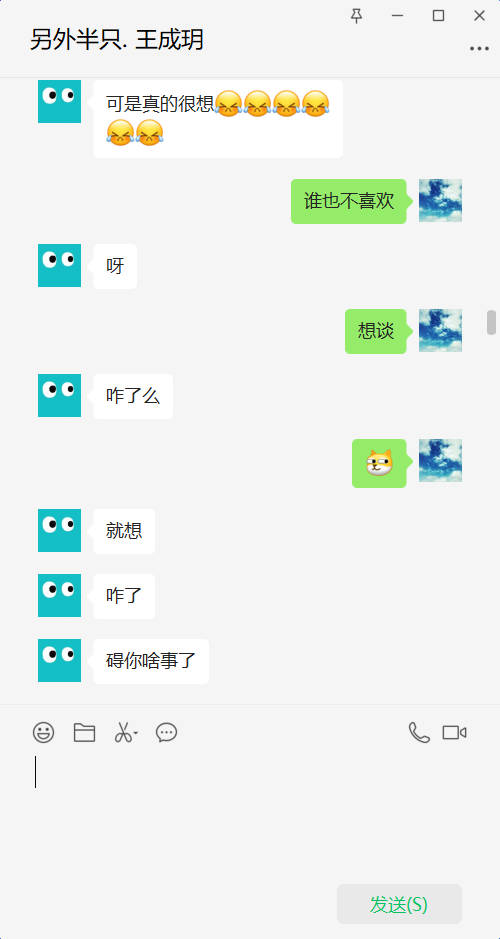 另外半只. 王成玥
可是真的很想😹😹😹😹
😹😹
谁也不喜欢
呀
想谈
咋了么
就想
咋了
碍你啥事了
发送(S)